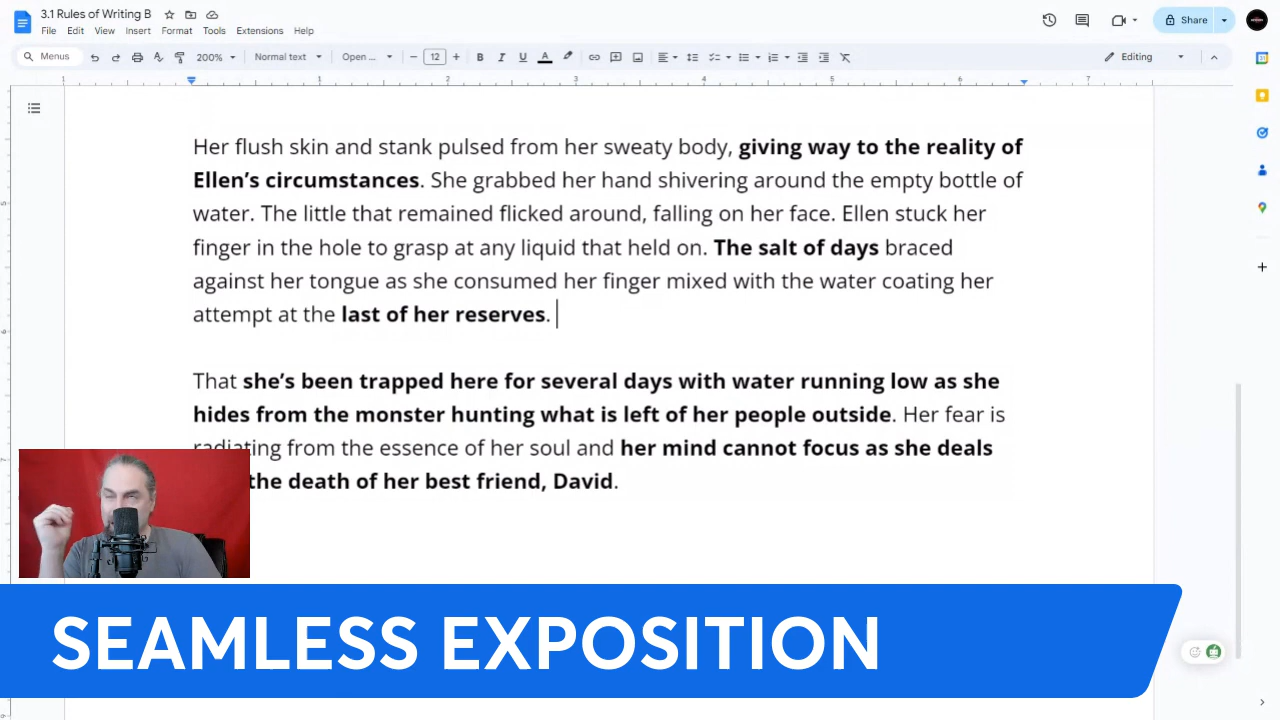 3.1 Rules of Writing B
File Edit View Insert Format Tools Extensions Help
Share
Menus
200%
Normal text
Open ...
12
Editing
1 1 2 3 4 5 6 7
Her flush skin and stank pulsed from her sweaty body, giving way to the reality of
Ellen’s circumstances. She grabbed her hand shivering around the empty bottle of
water. The little that remained flicked around, falling on her face. Ellen stuck her
finger in the hole to grasp at any liquid that held on. The salt of days braced
against her tongue as she consumed her finger mixed with the water coating her
attempt at the last of her reserves.
That she’s been trapped here for several days with water running low as she
hides from the monster hunting what is left of her people outside. Her fear is
radiating from the essence of her soul and her mind cannot focus as she deals
the death of her best friend, David.
SEAMLESS EXPOSITION